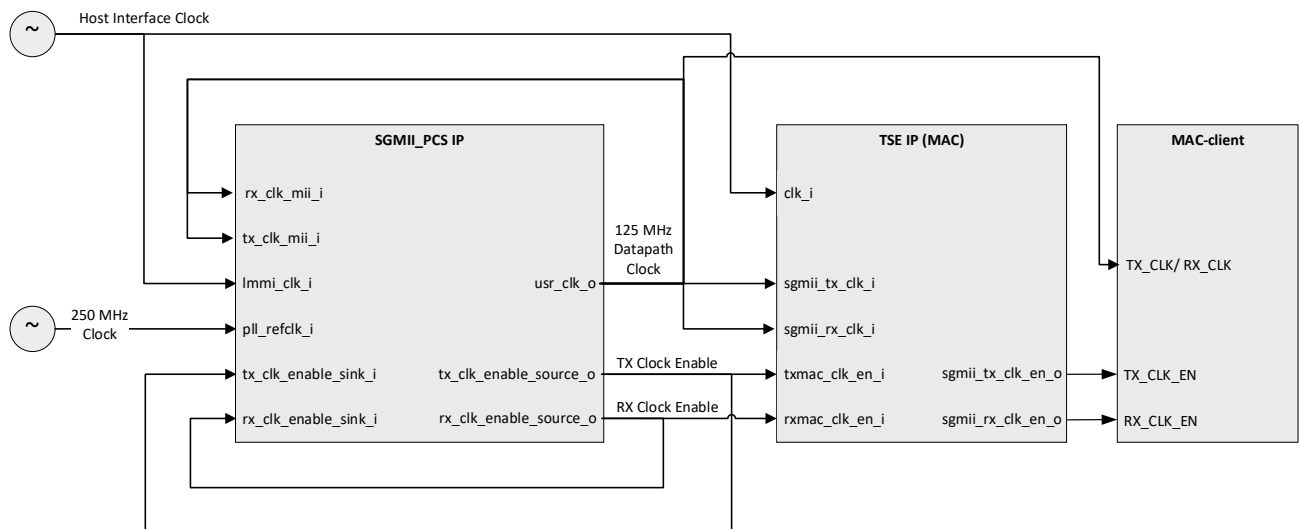 Host Interface Clock
~
SGMII_PCS IP
TSE IP (MAC)
MAC-client
rx_clk_mii_i
clk_i
tx_clk_mii_i
125 MHz
Datapath
Clock
TX_CLK/ RX_CLK
lmmi_clk_i
usr_clk_o
sgmii_tx_clk_i
~
250 MHz
Clock
pll_refclk_i
sgmii_rx_clk_i
TX Clock Enable
tx_clk_enable_sink_i
tx_clk_enable_source_o
txmac_clk_en_i
sgmii_tx_clk_en_o
TX_CLK_EN
RX Clock Enable
rx_clk_enable_sink_i
rx_clk_enable_source_o
rxmac_clk_en_i
sgmii_rx_clk_en_o
RX_CLK_EN